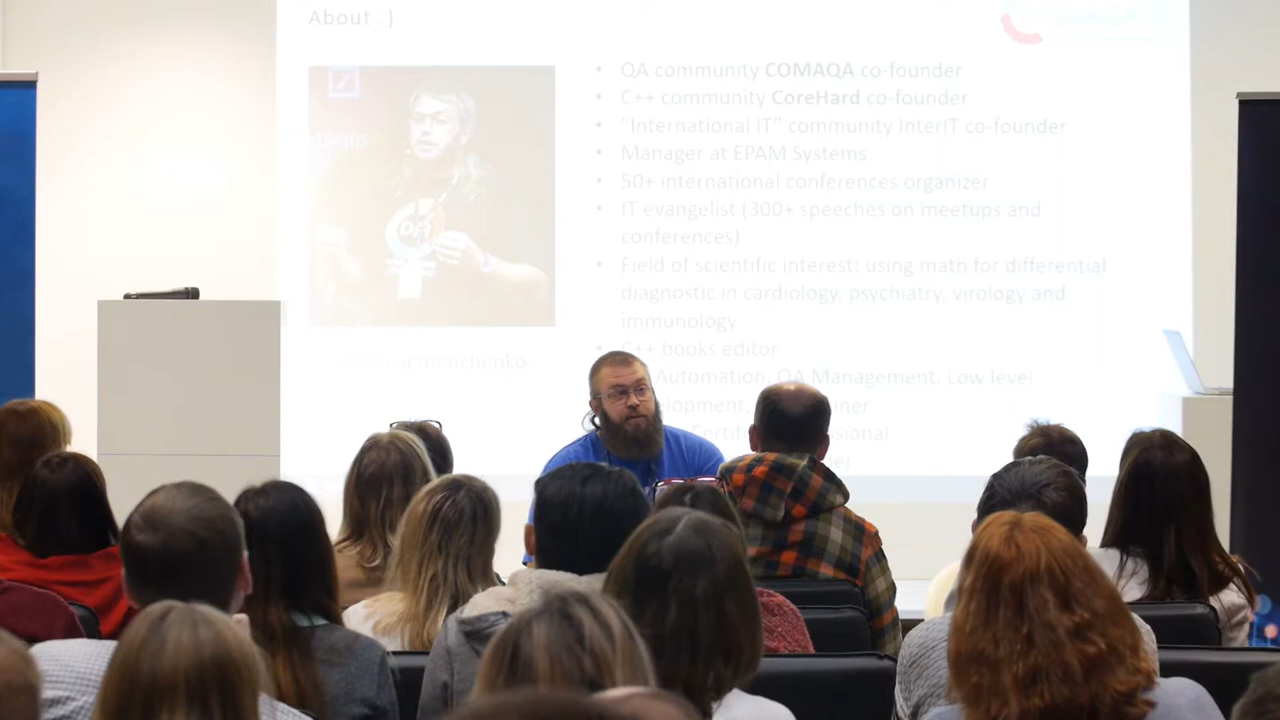 About :)
• QA community COMAQA co-founder
• C++ community CoreHard co-founder
• "International IT" community InterIT co-founder
• Manager at EPAM Systems
• 50+ international conferences organizer
• IT evangelist (300+ speeches on meetups and
conferences)
• Field of scientific interest: using math for differential
diagnostic in cardiology, psychiatry, virology and
immunology
• C++ books editor
Automation, QA Management, Low level